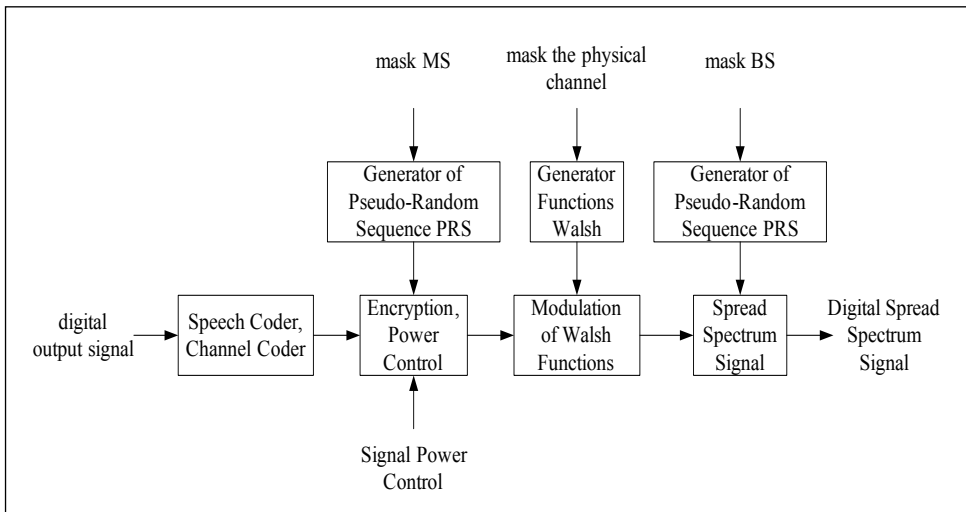 mask MS
mask the physical
channel
mask BS
Generator of
Pseudo-Random
Sequence PRS
Generator
Functions
Walsh
Generator of
Pseudo-Random
Sequence PRS
digital
output signal
Speech Coder,
Channel Coder
Encryption,
Power
Control
Modulation
of Walsh
Functions
Spread
Spectrum
Signal
Digital Spread
Spectrum
Signal
Signal Power
Control